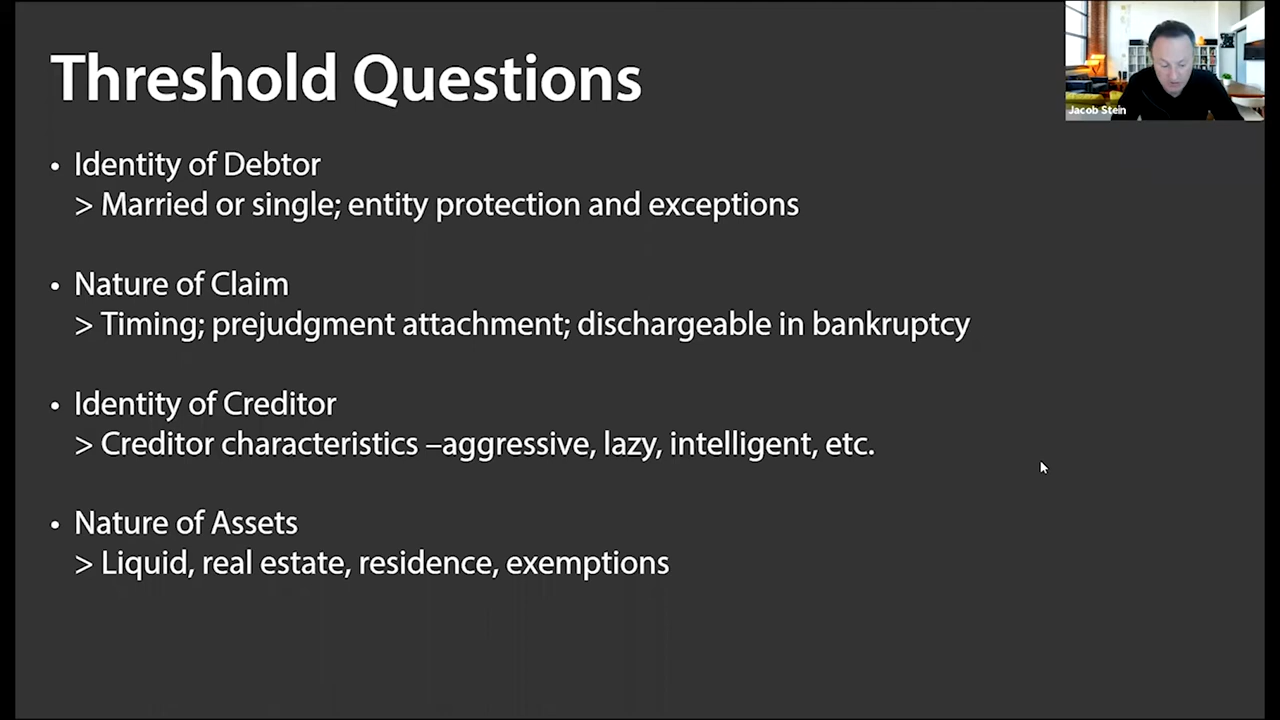 Threshold Questions
Jacob Stein
• Identity of Debtor
> Married or single; entity protection and exceptions
• Nature of Claim
> Timing; prejudgment attachment; dischargeable in bankruptcy
• Identity of Creditor
> Creditor characteristics –aggressive, lazy, intelligent, etc.
• Nature of Assets
> Liquid, real estate, residence, exemptions